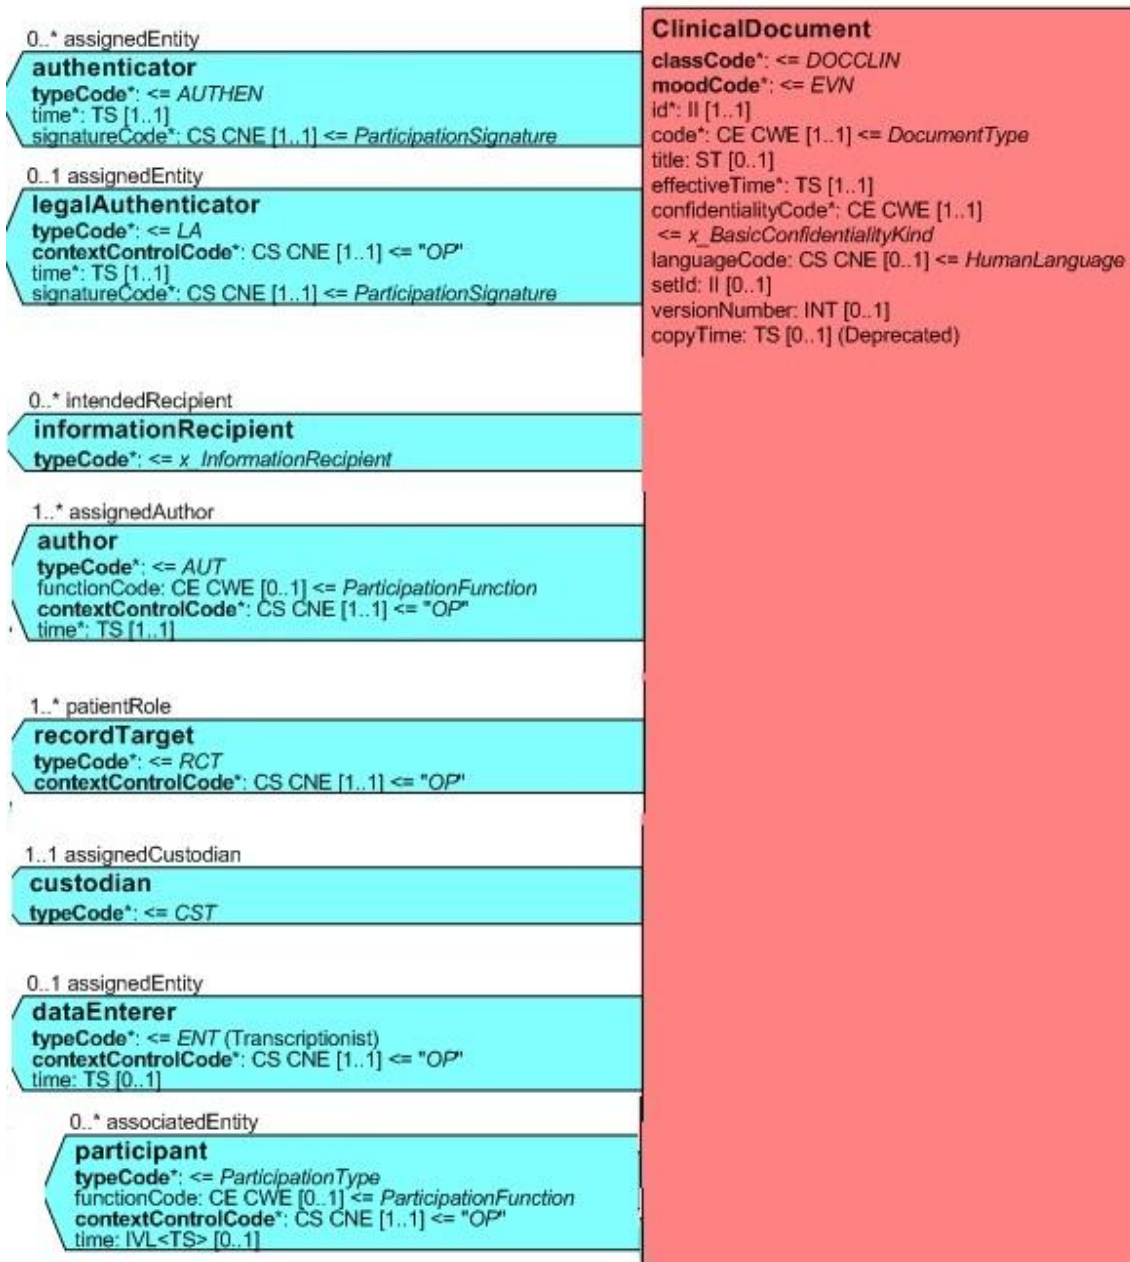 0..* assignedEntity
authenticator
typeCode*: <= AUTHEN
time*: TS [1..1]
signatureCode*: CS CNE [1..1] <= ParticipationSignature
0..1 assignedEntity
legalAuthenticator
typeCode*: <= LA
contextControlCode*: CS CNE [1..1] <= "OP"
time*: TS [1..1]
signatureCode*: CS CNE [1..1] <= ParticipationSignature
0..* intendedRecipient
informationRecipient
typeCode*: <= x_InformationRecipient
1..* assignedAuthor
author
typeCode*: <= AUT
functionCode: CE CWE [0..1] <= ParticipationFunction
contextControlCode*: CS CNE [1..1] <= "OP"
time*: TS [1..1]
1..* patientRole
recordTarget
typeCode*: <= RCT
contextControlCode*: CS CNE [1..1] <= "OP"
1..1 assignedCustodian
custodian
typeCode*: <= CST
0..1 assignedEntity
dataEnterer
typeCode*: <= ENT (Transcriptionist)
contextControlCode*: CS CNE [1..1] <= "OP"
time: TS [0..1]
0..* associatedEntity
participant
typeCode*: <= ParticipationType
functionCode: CE CWE [0..1] <= ParticipationFunction
contextControlCode*: CS CNE [1..1] <= "OP"
time: IVL<TS> [0..1]
ClinicalDocument
classCode*: <= DOCCLIN
moodCode*: <= EVN
id*: II [1..1]
code*: CE CWE [1..1] <= DocumentType
title: ST [0..1]
effectiveTime*: TS [1..1]
confidentialityCode*: CE CWE [1..1]
<= x_BasicConfidentialityKind
languageCode: CS CNE [0..1] <= HumanLanguage
setId: II [0..1]
versionNumber: INT [0..1]
copyTime: TS [0..1] (Deprecated)